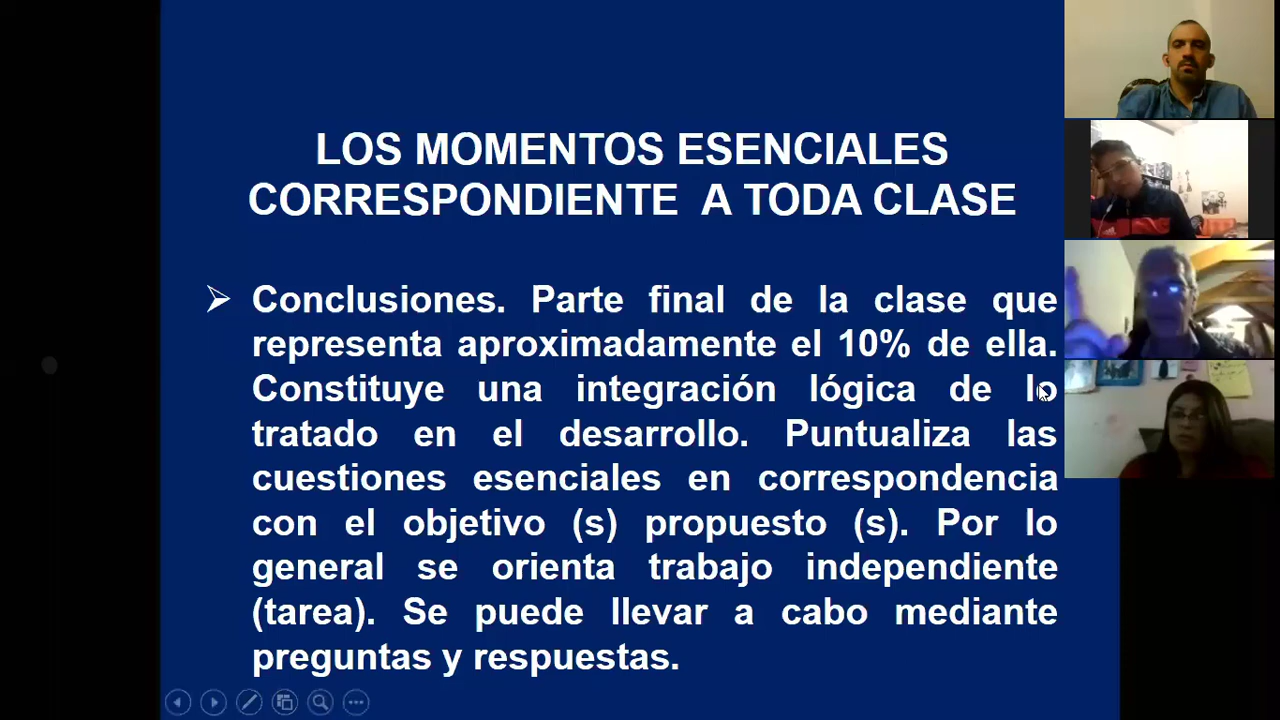 LOS MOMENTOS ESENCIALES
CORRESPONDIENTE A TODA CLASE
➢ Conclusiones. Parte final de la clase que
representa aproximadamente el 10% de ella.
Constituye una integración lógica de lo
tratado en el desarrollo. Puntualiza las
cuestiones esenciales en correspondencia
con el objetivo (s) propuesto (s). Por lo
general se orienta trabajo independiente
(tarea). Se puede llevar a cabo mediante
preguntas y respuestas.